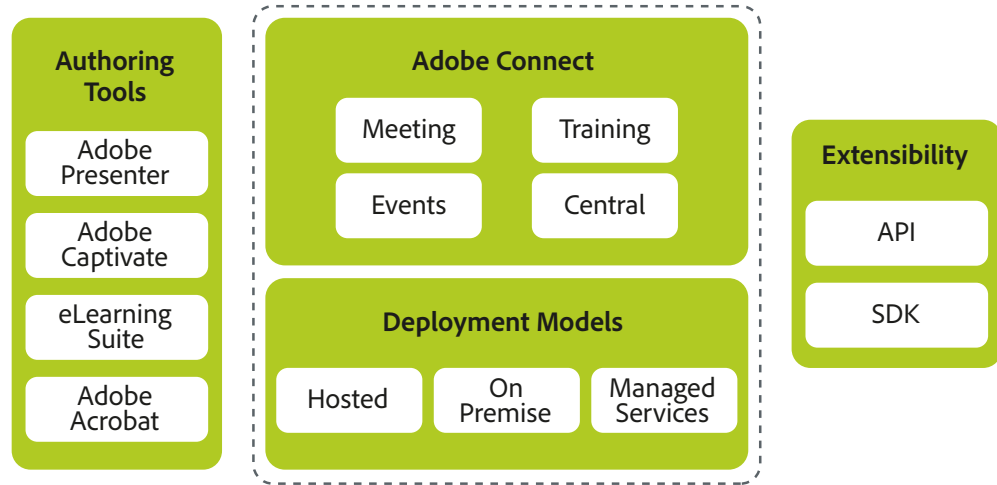 Authoring
Tools
Adobe
Presenter
Adobe
Captivate
eLearning
Suite
Adobe
Acrobat
Adobe Connect
Meeting
Training
Events
Central
Deployment Models
Hosted
On
Premise
Managed
Services
Extensibility
API
SDK